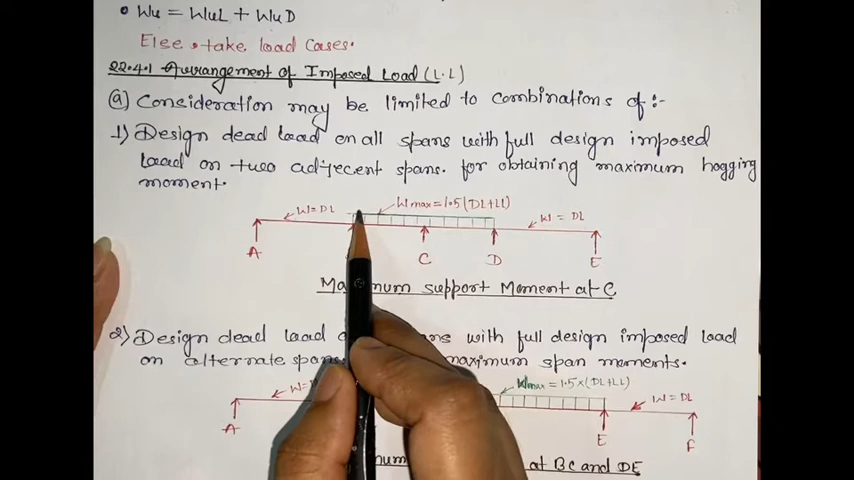 • Wu = WuL + WuD
Else take load cases.
22.4.1 Arrangement of Imposed Load (L.L)
(a) Consideration may be limited to combinations of :-
1) Design dead load on all spans with full design imposed
load on two adjecent spans. for obtaining maximum hogging
moment.
W = DL Wmax = 1.5(DL+LL) W = DL
A C D E
support Moment at C
2) Design dead load with full design imposed load
on alternate maximum span moments.
Wmax = 1.5x(DL+LL) W = DL
A E F
at BC and DE